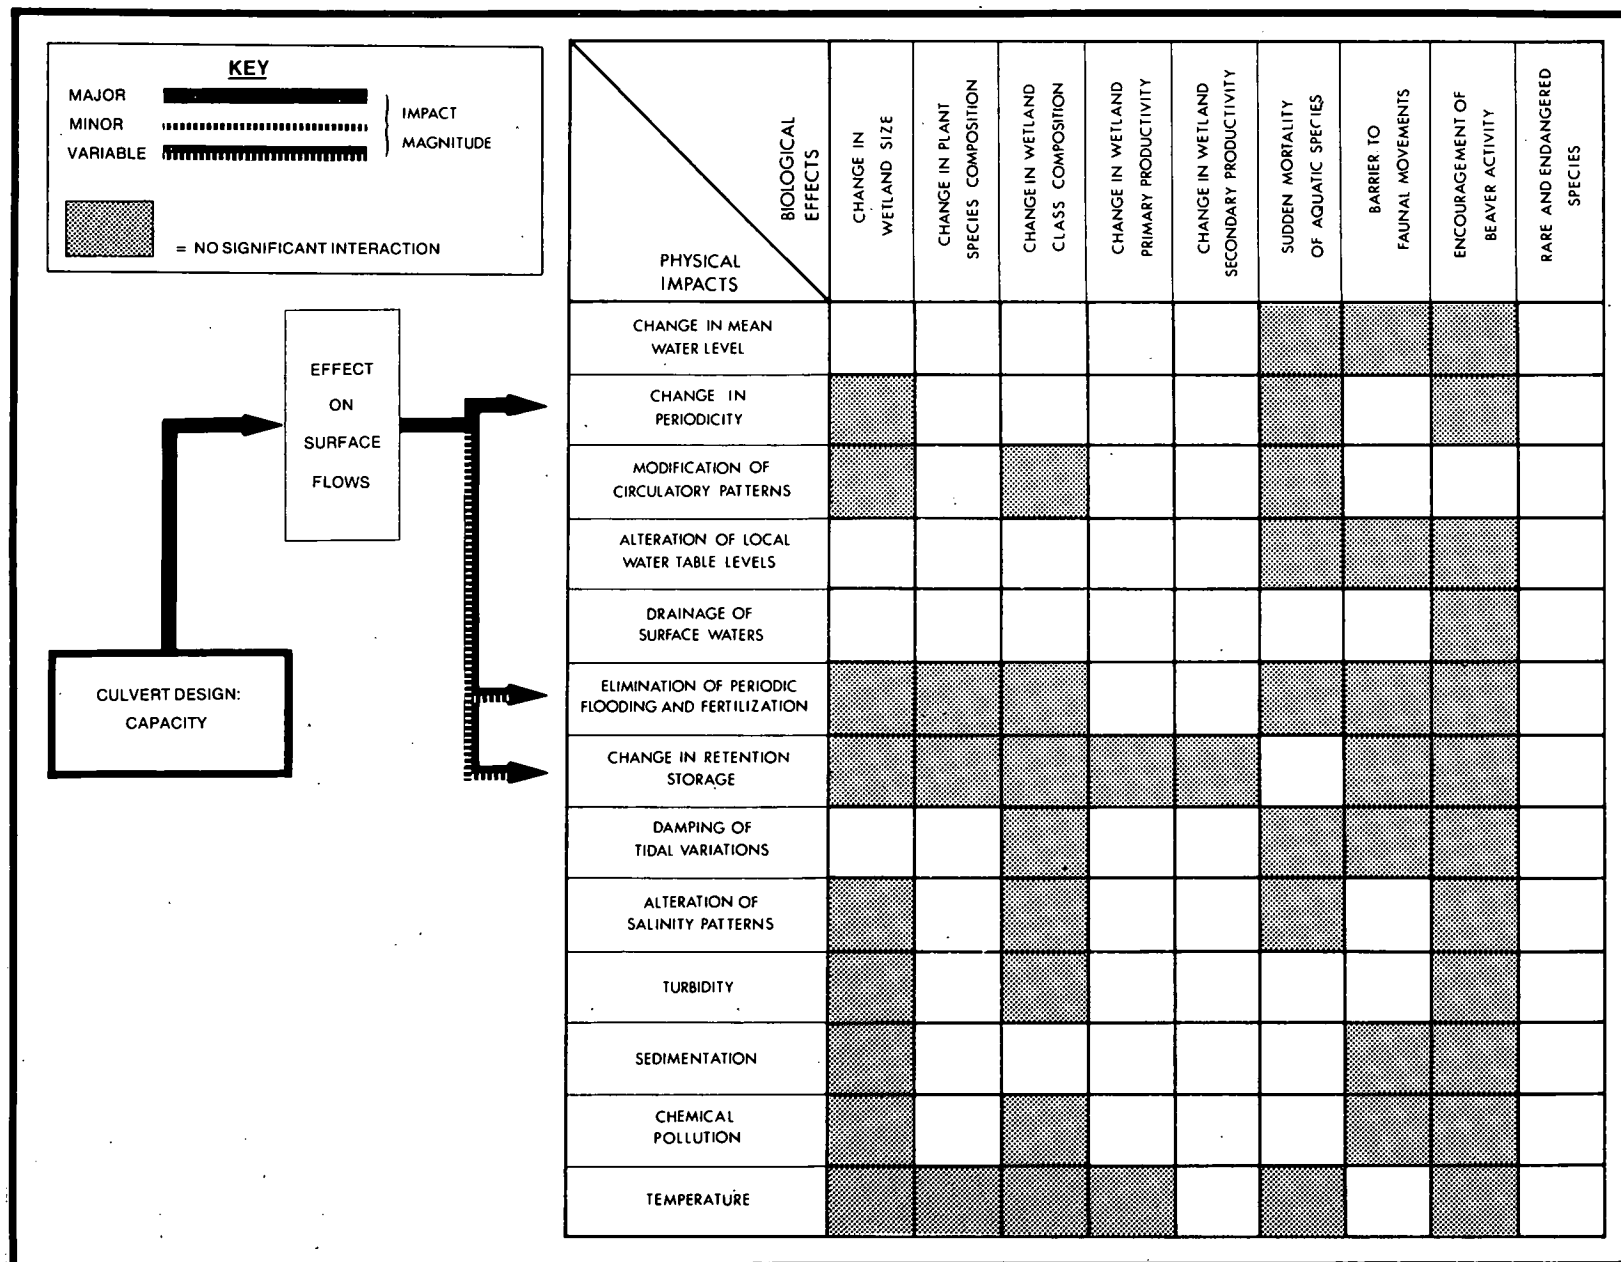 KEY
MAJOR
MINOR
VARIABLE
IMPACT
MAGNITUDE
= NO SIGNIFICANT INTERACTION
EFFECT
ON
SURFACE
FLOWS
CULVERT DESIGN:
CAPACITY
BIOLOGICAL
EFFECTS
PHYSICAL
IMPACTS
CHANGE IN
WETLAND SIZE
CHANGE IN PLANT
SPECIES COMPOSITION
CHANGE IN WETLAND
CLASS COMPOSITION
CHANGE IN WETLAND
PRIMARY PRODUCTIVITY
CHANGE IN WETLAND
SECONDARY PRODUCTIVITY
SUDDEN MORTALITY
OF AQUATIC SPECIES
BARRIER TO
FAUNAL MOVEMENTS
ENCOURAGEMENT OF
BEAVER ACTIVITY
RARE AND ENDANGERED
SPECIES
CHANGE IN MEAN
WATER LEVEL
CHANGE IN
PERIODICITY
MODIFICATION OF
CIRCULATORY PATTERNS
ALTERATION OF LOCAL
WATER TABLE LEVELS
DRAINAGE OF
SURFACE WATERS
ELIMINATION OF PERIODIC
FLOODING AND FERTILIZATION
CHANGE IN RETENTION
STORAGE
DAMPING OF
TIDAL VARIATIONS
ALTERATION OF
SALINITY PATTERNS
TURBIDITY
SEDIMENTATION
CHEMICAL
POLLUTION
TEMPERATURE